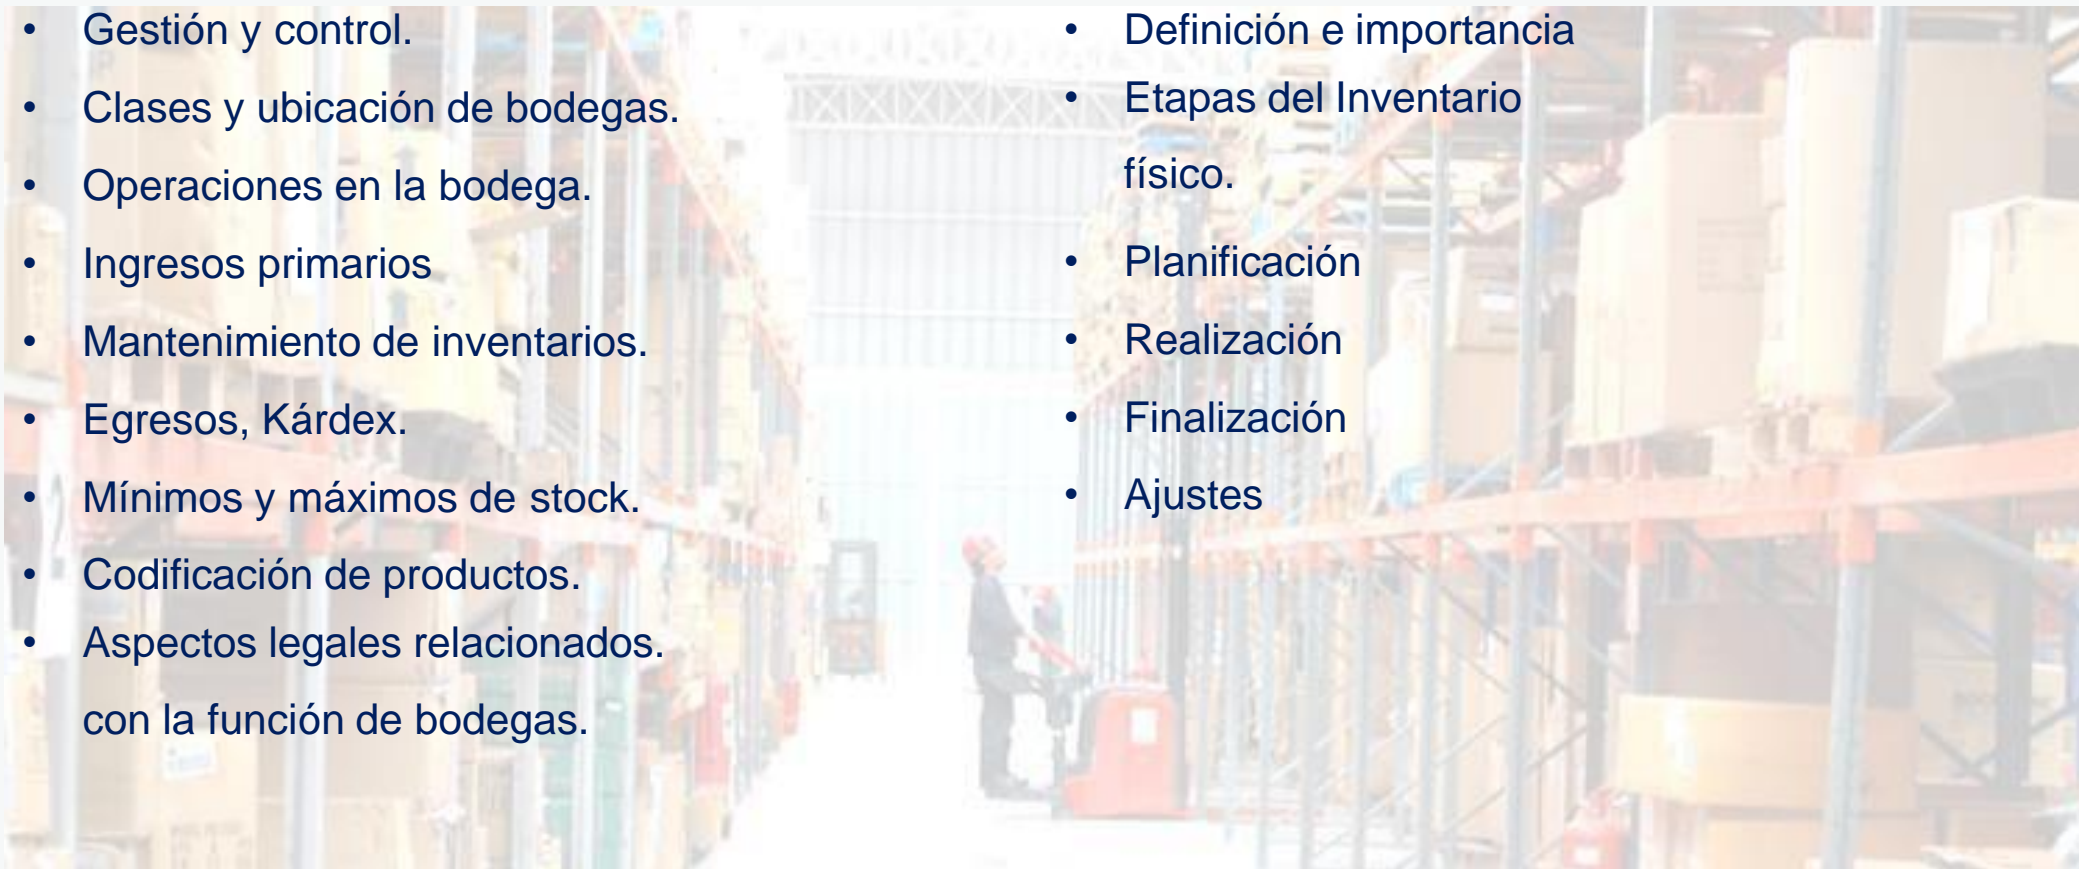 • Gestión y control.
• Clases y ubicación de bodegas.
• Operaciones en la bodega.
• Ingresos primarios
• Mantenimiento de inventarios.
• Egresos, Kárdex.
• Mínimos y máximos de stock.
• Codificación de productos.
• Aspectos legales relacionados.
con la función de bodegas.
• Definición e importancia
• Etapas del Inventario
físico.
• Planificación
• Realización
• Finalización
• Ajustes